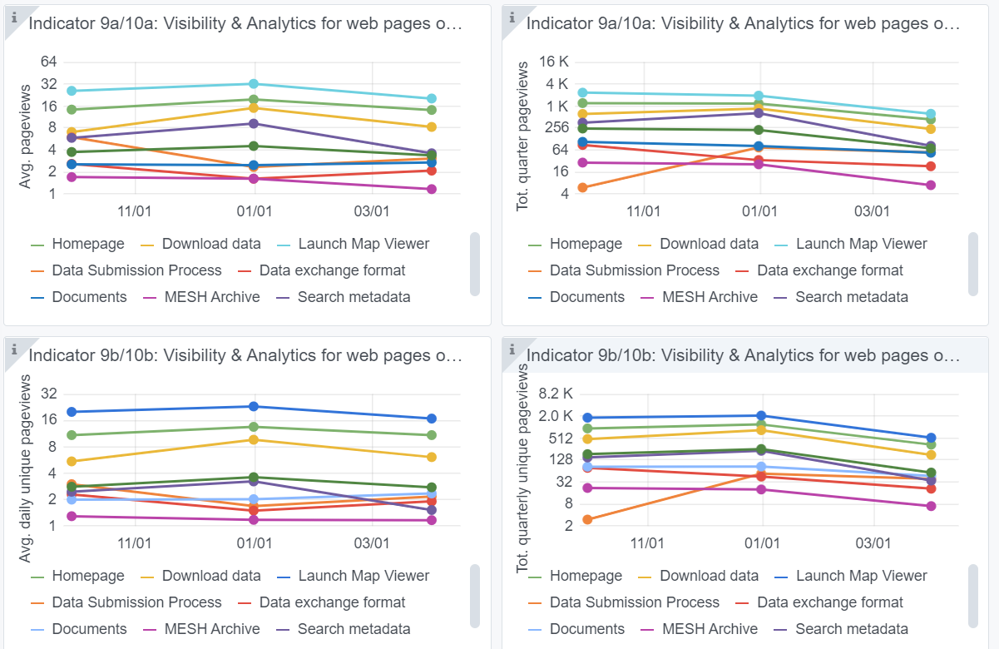 i
Indicator 9a/10a: Visibility & Analytics for web pages o…
Avg. pageviews
64
32
16
8
4
2
1
11/01 01/01 03/01
Homepage Download data Launch Map Viewer
Data Submission Process Data exchange format
Documents MESH Archive Search metadata
i
Indicator 9a/10a: Visibility & Analytics for web pages o…
Tot. quarter pageviews
16 K
4 K
1 K
256
64
16
4
11/01 01/01 03/01
Homepage Download data Launch Map Viewer
Data Submission Process Data exchange format
Documents MESH Archive Search metadata
i
Indicator 9b/10b: Visibility & Analytics for web pages o…
Avg. daily unique pageviews
32
16
8
4
2
1
11/01 01/01 03/01
Homepage Download data Launch Map Viewer
Data Submission Process Data exchange format
Documents MESH Archive Search metadata
i
Indicator 9b/10b: Visibility & Analytics for web pages o…
Tot. quarterly unique pageviews
8.2 K
2.0 K
512
128
32
8
2
11/01 01/01 03/01
Homepage Download data Launch Map Viewer
Data Submission Process Data exchange format
Documents MESH Archive Search metadata